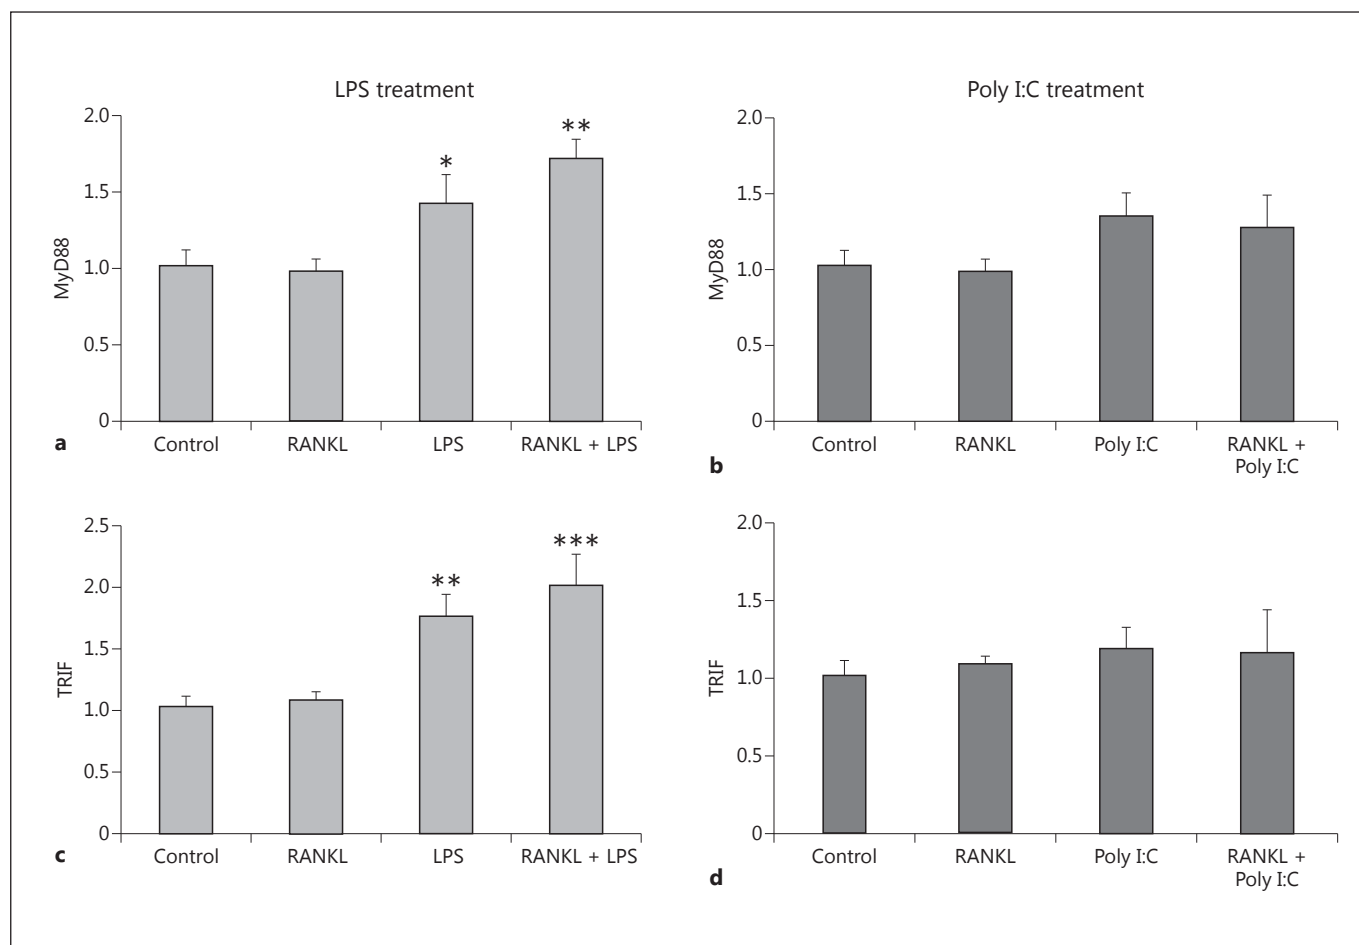 LPS treatment
2.0
1.5
1.0
0.5
0
MyD88
*
**
Control RANKL LPS RANKL + LPS
a
Poly I:C treatment
2.0
1.5
1.0
0.5
0
MyD88
Control RANKL Poly I:C RANKL +
Poly I:C
b
2.5
2.0
1.5
1.0
0.5
0
TRIF
**
***
Control RANKL LPS RANKL + LPS
c
2.0
1.5
1.0
0.5
0
TRIF
Control RANKL Poly I:C RANKL +
Poly I:C
d